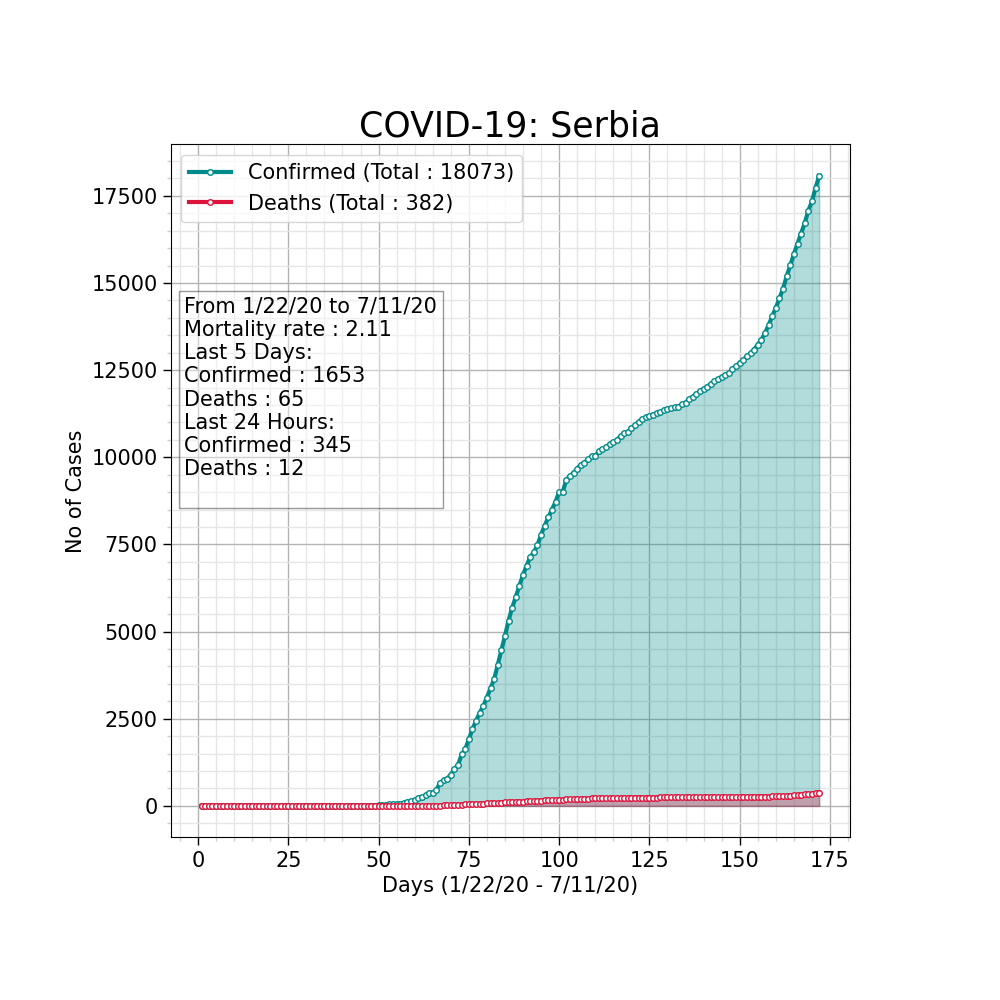 COVID-19: Serbia
Confirmed (Total : 18073)
Deaths (Total : 382)
From 1/22/20 to 7/11/20
Mortality rate : 2.11
Last 5 Days:
Confirmed : 1653
Deaths : 65
Last 24 Hours:
Confirmed : 345
Deaths : 12
No of Cases
17500
15000
12500
10000
7500
5000
2500
0
0 25 50 75 100 125 150 175
Days (1/22/20 - 7/11/20)